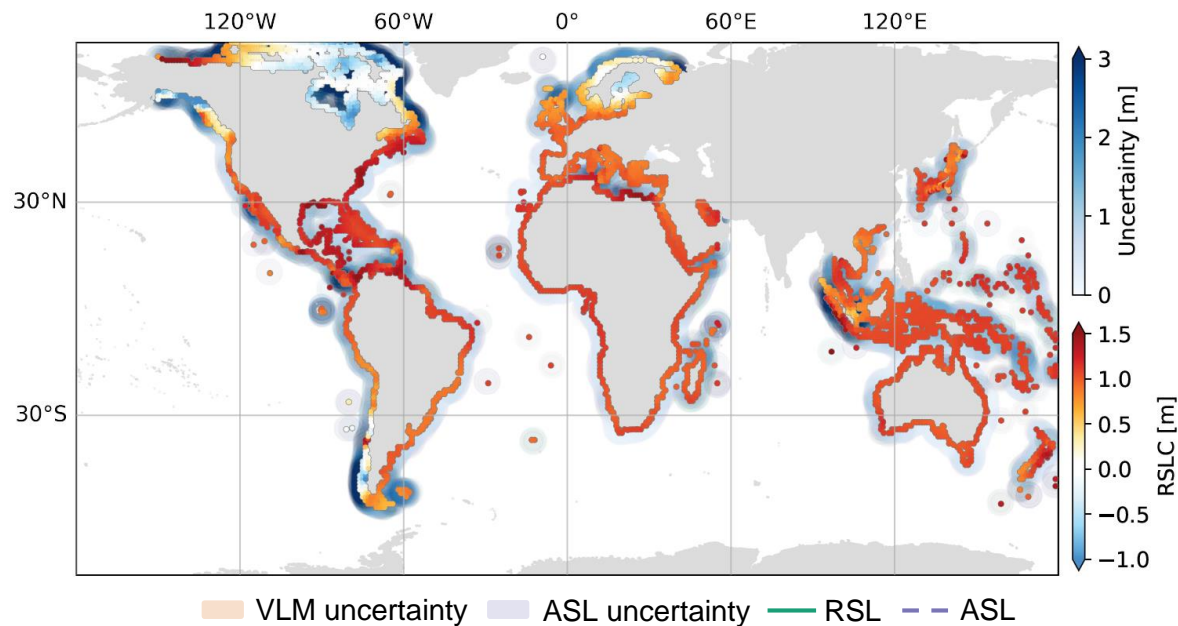 120°W 60°W 0° 60°E 120°E
30°N
30°S
3
2
1
0
Uncertainty [m]
1.5
1.0
0.5
0.0
−0.5
−1.0
RSLC [m]
VLM uncertainty ASL uncertainty RSL ASL